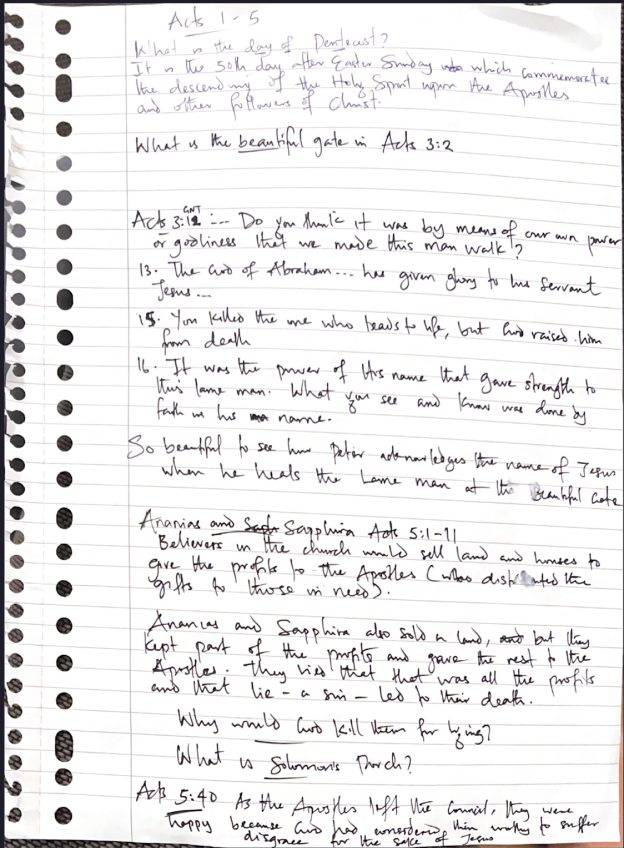 Acts 1-5
What is the day of Pentecost?
It is the 50th day after Easter Sunday which commemorates
the descending of the Holy Spirit upon the Apostles
and other followers of Christ.
What is the beautiful gate in Acts 3:2
GNT
Acts 3:12 :-- Do you think it was by means of our own power
or godliness that we made this man walk?
13. The God of Abraham... has given glory to his Servant
Jesus...
15. You killed the one who leads to life, but God raised him
from death
16. It was the power of His name that gave strength to
this lame man. What you see and know was done by
faith in his name.
So beautiful to see how Peter acknowledges the name of Jesus
when he heals the lame man at the Beautiful Gate
Ananias and Sapphira Acts 5:1-11
Believers in the church would sell land and houses to
give the profits to the Apostles (who distributed the
gifts to those in need).
Ananias and Sapphira also sold a land, but they
kept part of the profits and gave the rest to the
Apostles. They lied that that was all the profits
and that lie - a sin - led to their death.
Why would God kill them for lying?
What is Solomon's Porch?
Acts 5:40 As the Apostles left the Council, they were
happy because God had considered them worthy to suffer
disgrace for the sake of Jesus